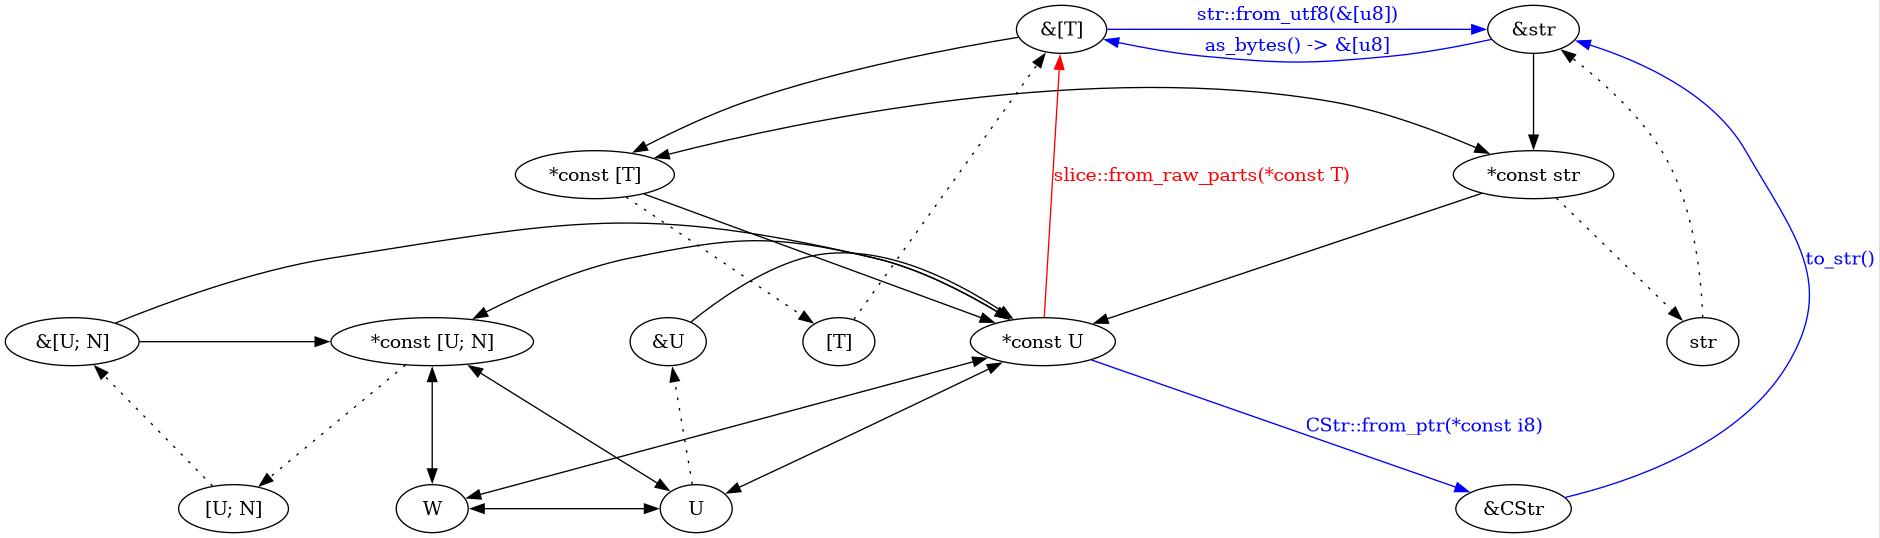 str::from_utf8(&[u8])
&[T]
&str
as_bytes() -> &[u8]
*const [T]
slice::from_raw_parts(*const T)
*const str
to_str()
&[U; N]
*const [U; N]
&U
[T]
*const U
str
CStr::from_ptr(*const i8)
[U; N]
W
U
&CStr